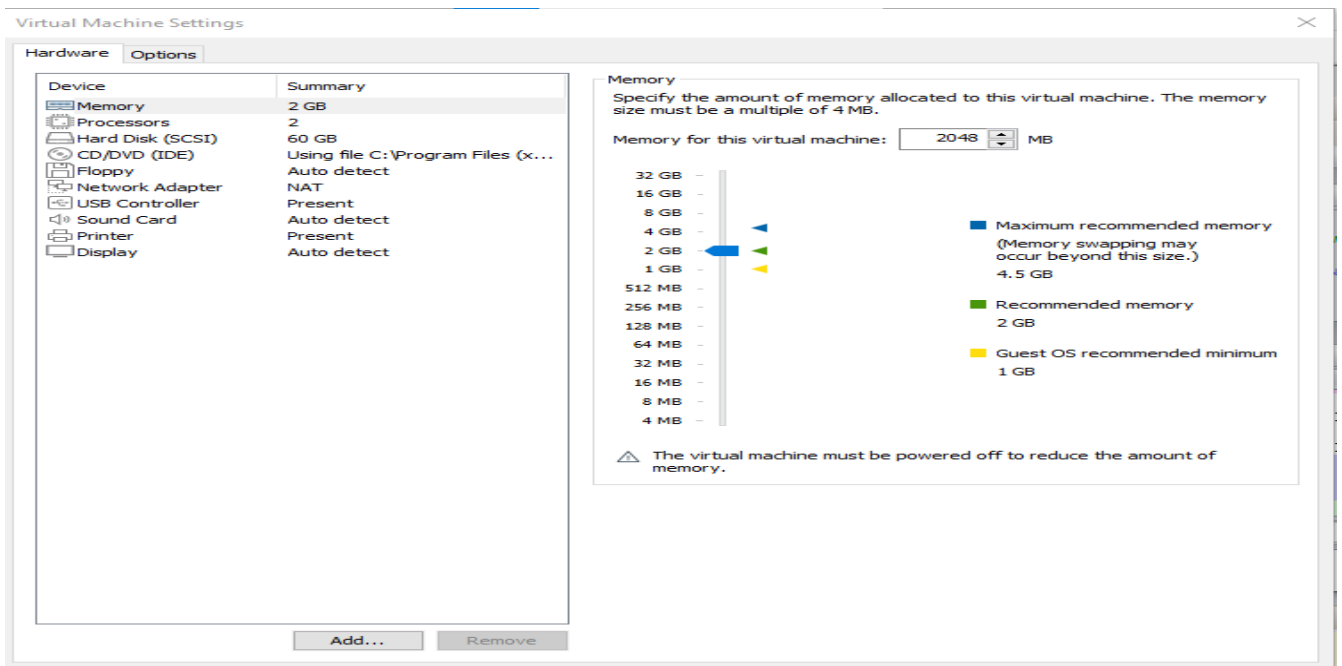 Virtual Machine Settings
Hardware Options
Device Summary
Memory 2 GB
Processors 2
Hard Disk (SCSI) 60 GB
CD/DVD (IDE) Using file C:\Program Files (x...
Floppy Auto detect
Network Adapter NAT
USB Controller Present
Sound Card Auto detect
Printer Present
Display Auto detect
Add... Remove
Memory
Specify the amount of memory allocated to this virtual machine. The memory
size must be a multiple of 4 MB.
Memory for this virtual machine: 2048 MB
32 GB
16 GB
8 GB
4 GB
2 GB
1 GB
512 MB
256 MB
128 MB
64 MB
32 MB
16 MB
8 MB
4 MB
Maximum recommended memory
(Memory swapping may
occur beyond this size.)
4.5 GB
Recommended memory
2 GB
Guest OS recommended minimum
1 GB
The virtual machine must be powered off to reduce the amount of
memory.